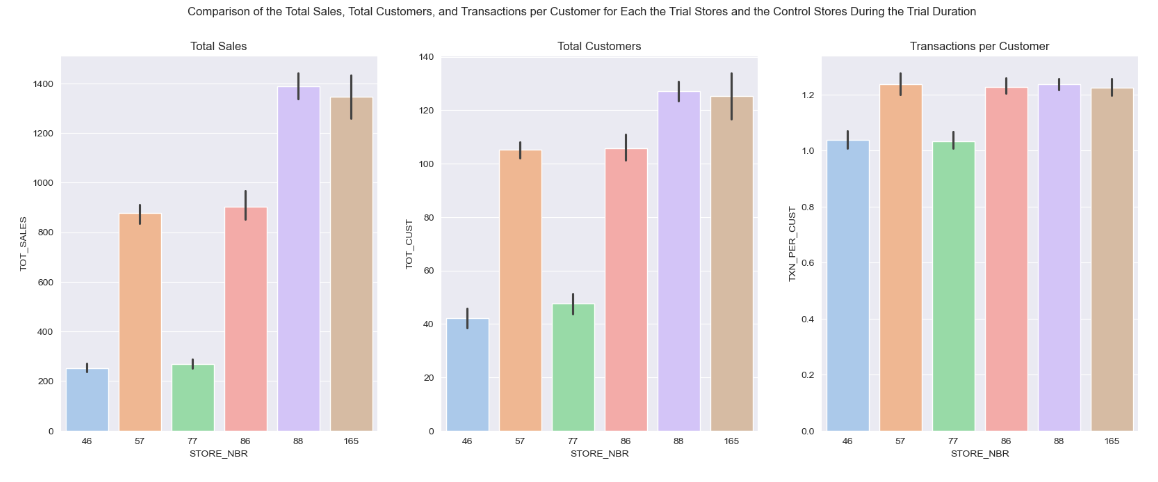 Comparison of the Total Sales, Total Customers, and Transactions per Customer for Each the Trial Stores and the Control Stores During the Trial Duration
Total Sales
1400
1200
1000
800
600
400
200
0
TOT_SALES
46 57 77 86 88 165
STORE_NBR
Total Customers
140
120
100
80
60
40
20
0
TOT_CUST
46 57 77 86 88 165
STORE_NBR
Transactions per Customer
1.2
1.0
0.8
0.6
0.4
0.2
0.0
TXN_PER_CUST
46 57 77 86 88 165
STORE_NBR